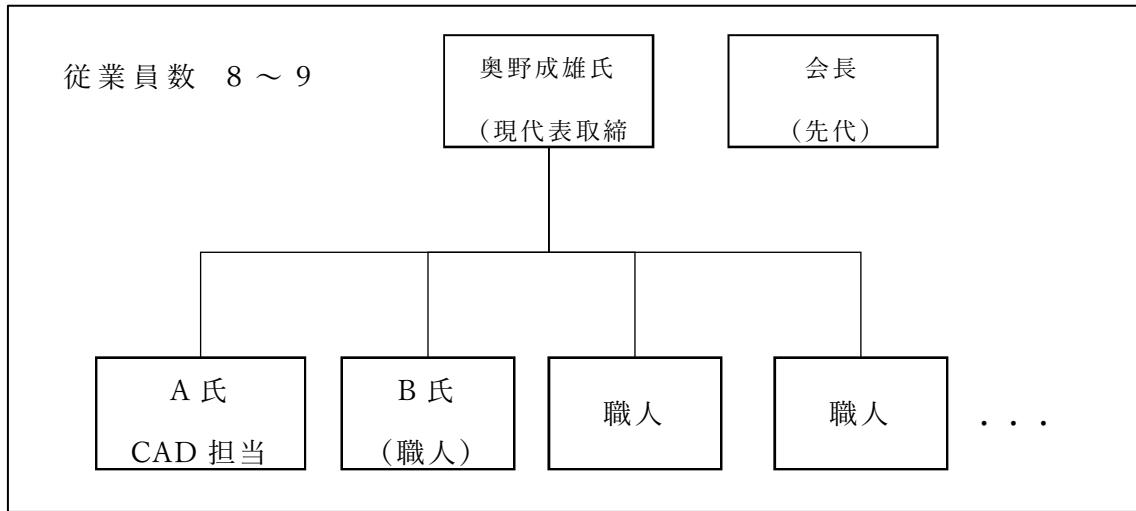 従業員数 8～9
奥野成雄氏
（現代表取締
会長
（先代）
A氏
CAD担当
B氏
（職人）
職人
職人
・・・